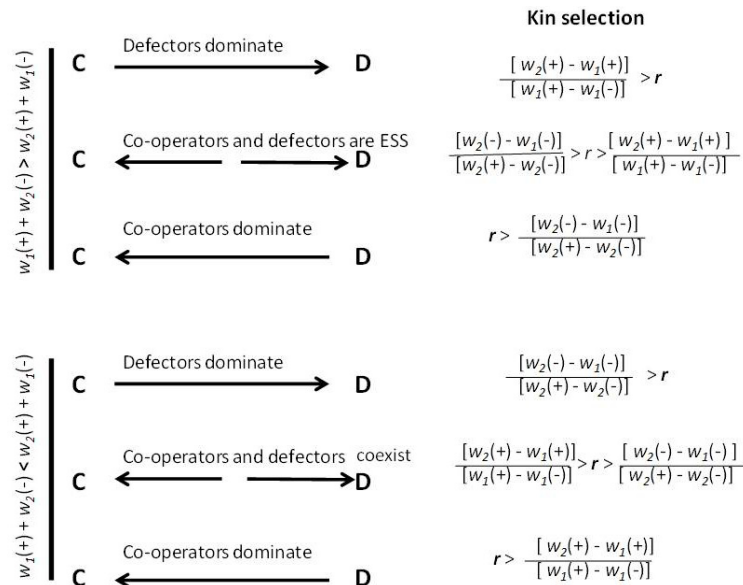 Kin selection
w₁(+) + w₂(-) > w₂(+) + w₁(-)
Defectors dominate
C D
[ w₂(+) - w₁(+)]
[ w₁(+) - w₁(-)]
> r
Co-operators and defectors are ESS
C D
[w₂(-) - w₁(-)]
[w₂(+) - w₂(-)]
> r >
[ w₂(+) - w₁(+) ]
[w₁(+) - w₁(-)]
Co-operators dominate
C D
r >
[w₂(-) - w₁(-)]
[w₂(+) - w₂(-)]
w₁(+) + w₂(-) < w₂(+) + w₁(-)
Defectors dominate
C D
[w₂(-) - w₁(-)]
[w₂(+) - w₂(-)]
> r
Co-operators and defectors coexist
C D
[w₂(+) - w₁(+)]
[w₁(+) - w₁(-)]
> r >
[ w₂(-) - w₁(-) ]
[ w₂(+) - w₂(-)]
Co-operators dominate
C D
r >
[ w₂(+) - w₁(+)]
[w₁(+) - w₁(-)]